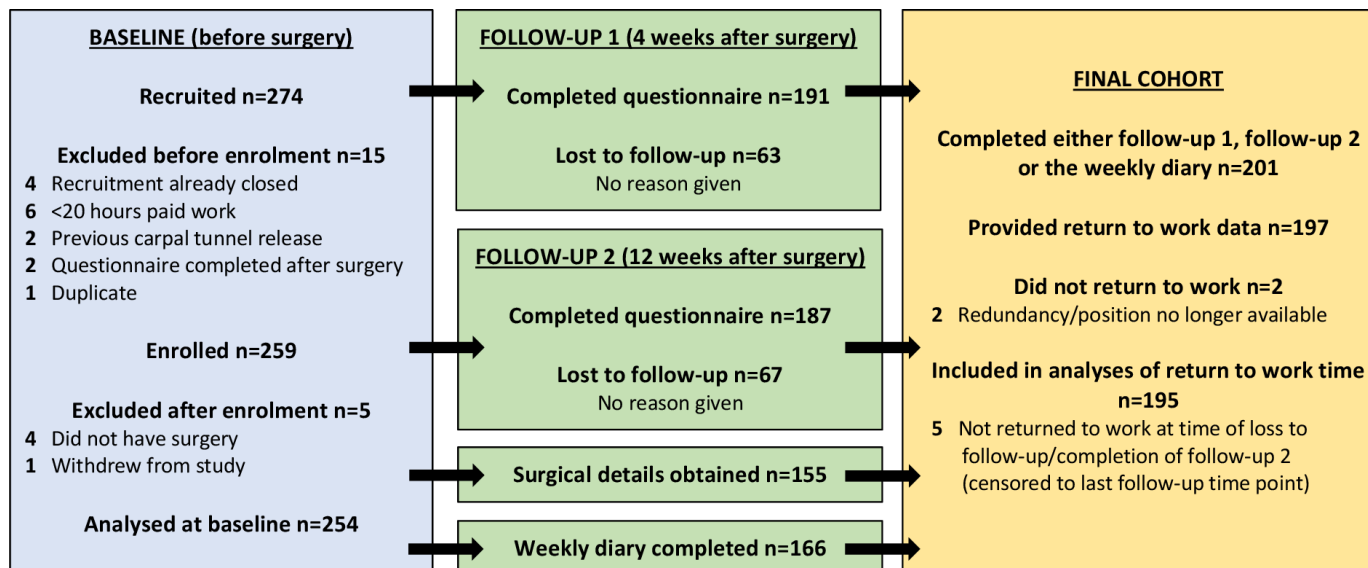 BASELINE (before surgery)
Recruited n=274
Excluded before enrolment n=15
4 Recruitment already closed
6 <20 hours paid work
2 Previous carpal tunnel release
2 Questionnaire completed after surgery
1 Duplicate
Enrolled n=259
Excluded after enrolment n=5
4 Did not have surgery
1 Withdrew from study
Analysed at baseline n=254
FOLLOW-UP 1 (4 weeks after surgery)
Completed questionnaire n=191
Lost to follow-up n=63
No reason given
FOLLOW-UP 2 (12 weeks after surgery)
Completed questionnaire n=187
Lost to follow-up n=67
No reason given
Surgical details obtained n=155
Weekly diary completed n=166
FINAL COHORT
Completed either follow-up 1, follow-up 2
or the weekly diary n=201
Provided return to work data n=197
Did not return to work n=2
2 Redundancy/position no longer available
Included in analyses of return to work time
n=195
5 Not returned to work at time of loss to
follow-up/completion of follow-up 2
(censored to last follow-up time point)